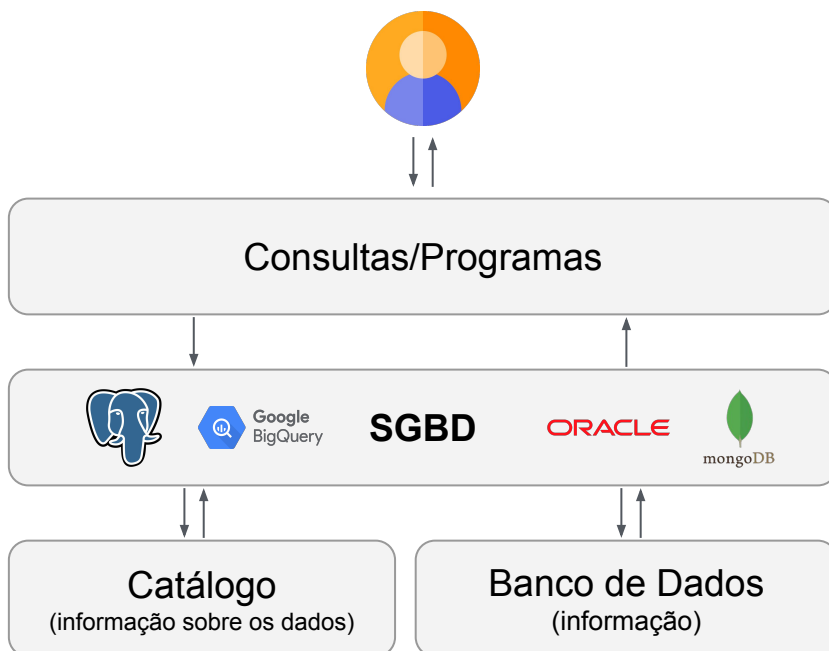 Consultas/Programas
Google
BigQuery
SGBD
ORACLE
mongoDB
Catálogo
(informação sobre os dados)
Banco de Dados
(informação)